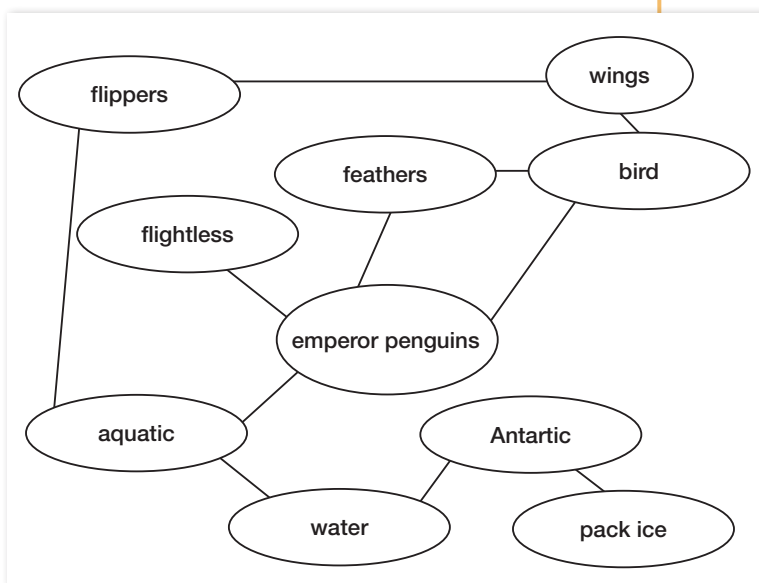 wings
flippers
bird
feathers
flightless
emperor penguins
aquatic
Antartic
water
pack ice